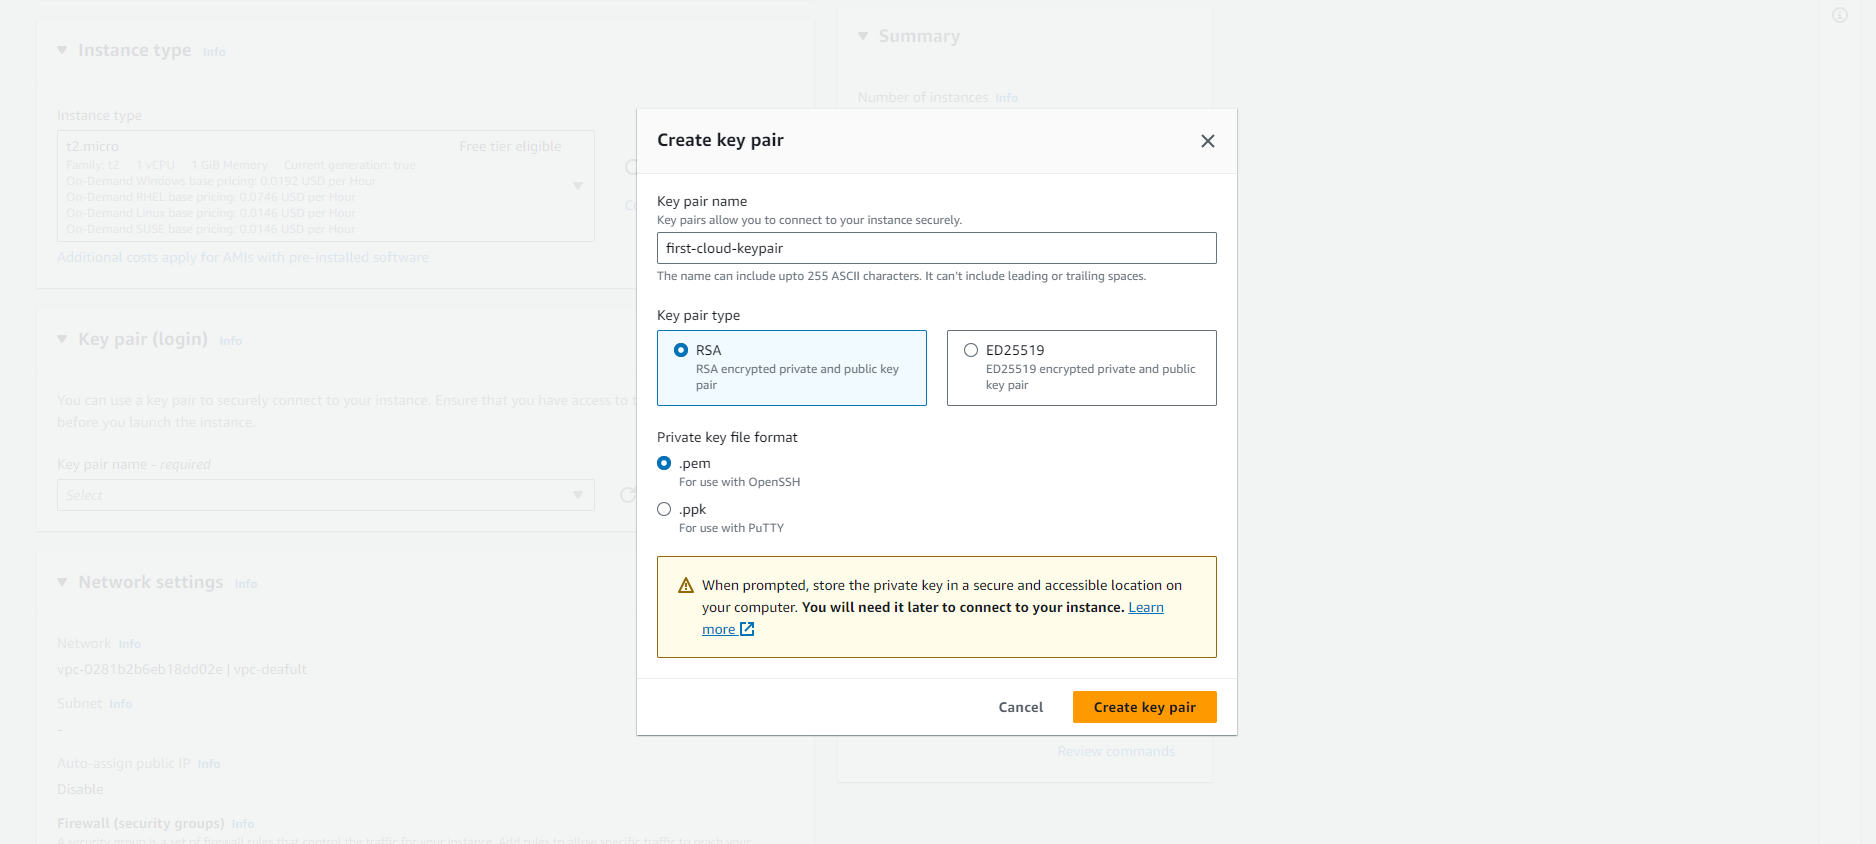 Instance type Info
Instance type
t2.micro Free tier eligible
Family: t2 1 vCPU 1 GiB Memory Current generation: true
On-Demand Windows base pricing: 0.0192 USD per Hour
On-Demand RHEL base pricing: 0.0746 USD per Hour
On-Demand Linux base pricing: 0.0146 USD per Hour
On-Demand SUSE base pricing: 0.0146 USD per Hour
Additional costs apply for AMIs with pre-installed software
Key pair (login) Info
You can use a key pair to securely connect to your instance. Ensure that you have access to
before you launch the instance.
Key pair name - required
Select
Network settings Info
Network Info
vpc-0281b2b6eb18dd02e | vpc-deafult
Subnet Info
-
Auto-assign public IP Info
Disable
Firewall (security groups) Info
A security group is a set of firewall rules that control the traffic for your instance. Add rules to allow specific traffic to reach your
Summary
Number of instances Info
Create key pair
Key pair name
Key pairs allow you to connect to your instance securely.
first-cloud-keypair
The name can include upto 255 ASCII characters. It can't include leading or trailing spaces.
Key pair type
RSA
RSA encrypted private and public key
pair
ED25519
ED25519 encrypted private and public
key pair
Private key file format
.pem
For use with OpenSSH
.ppk
For use with PuTTY
When prompted, store the private key in a secure and accessible location on
your computer. You will need it later to connect to your instance. Learn
more
Cancel Create key pair
Review commands